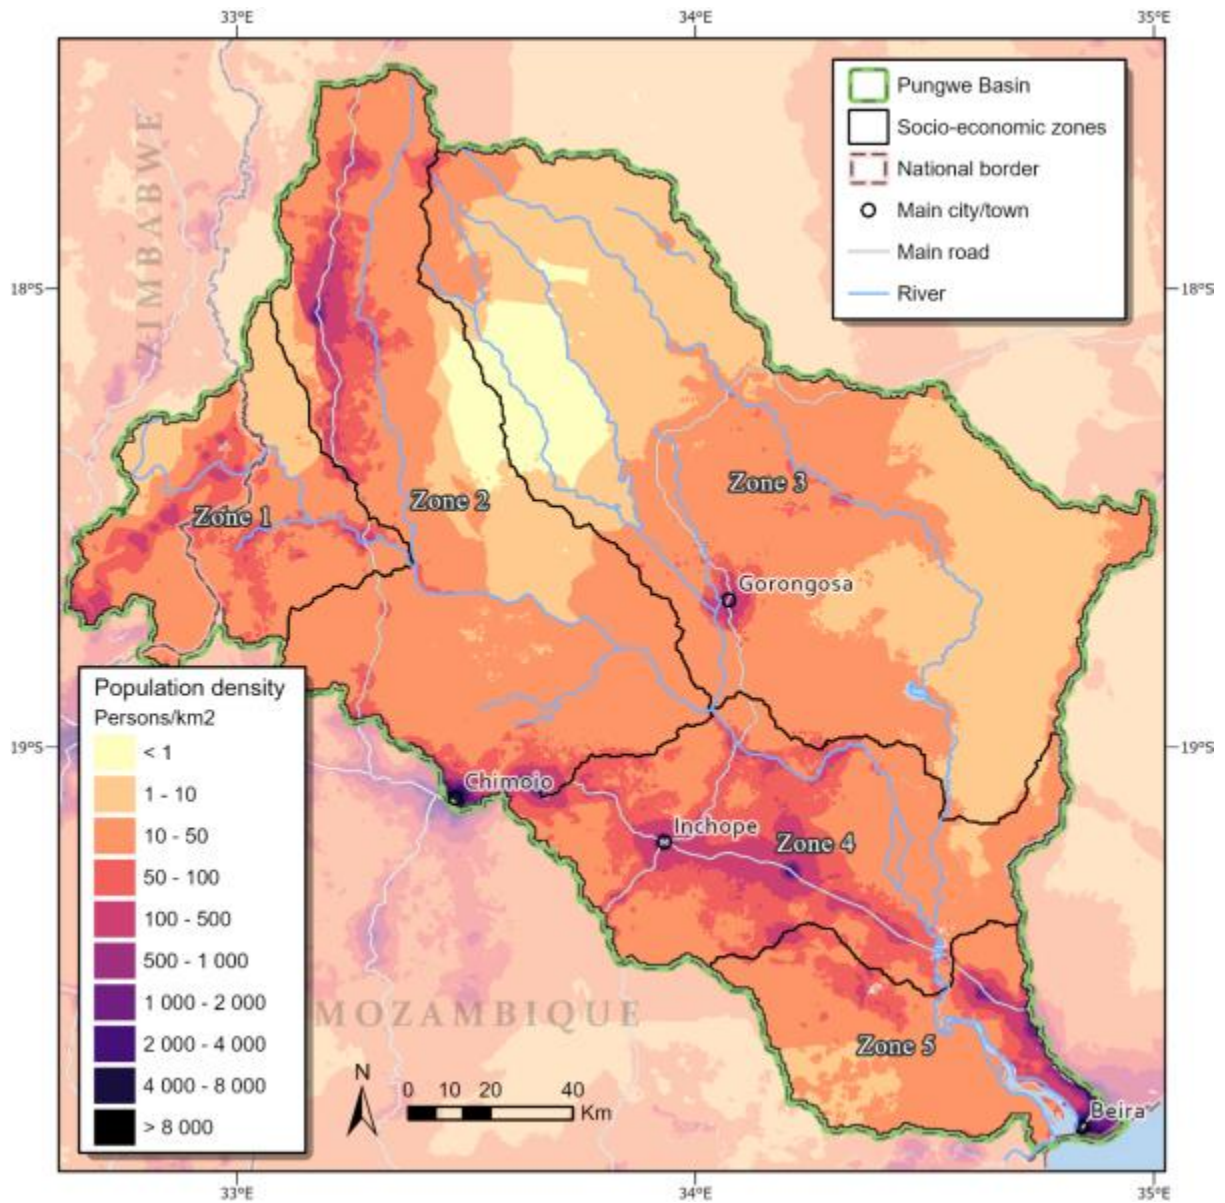 33°E
34°E
35°E
Pungwe Basin
Socio-economic zones
National border
Main city/town
Main road
River
ZIMBABWE
18°S
18°S
Zone 1
Zone 2
Zone 3
Gorongosa
Population density
Persons/km2
< 1
1 - 10
10 - 50
50 - 100
100 - 500
500 - 1 000
1 000 - 2 000
2 000 - 4 000
4 000 - 8 000
> 8 000
19°S
19°S
Chimoio
Inchope
Zone 4
MOZAMBIQUE
Zone 5
N
0 10 20 40
Km
Beira
33°E
34°E
35°E